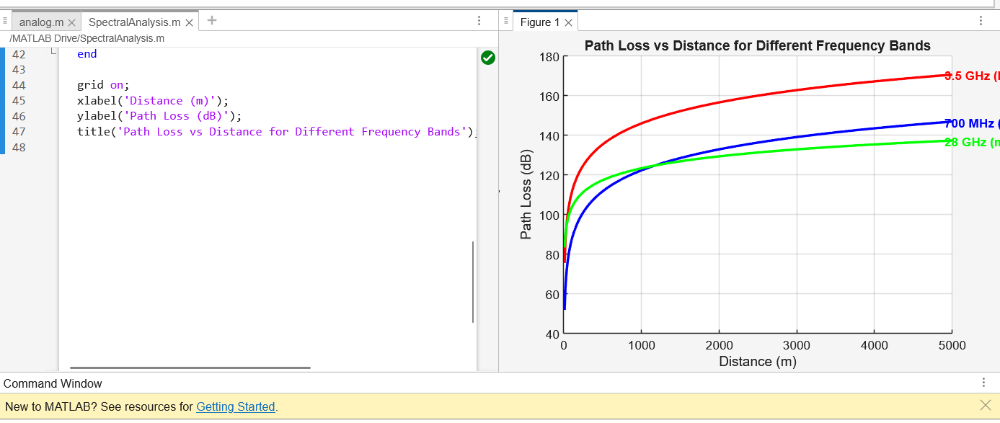 analog.m
SpectralAnalysis.m
/MATLAB Drive/SpectralAnalysis.m
42 end
43
44 grid on;
45 xlabel('Distance (m)');
46 ylabel('Path Loss (dB)');
47 title('Path Loss vs Distance for Different Frequency Bands');
48
Figure 1
Path Loss vs Distance for Different Frequency Bands
180
160
140
120
100
80
60
40
Path Loss (dB)
3.5 GHz (
700 MHz (
28 GHz (
0 1000 2000 3000 4000 5000
Distance (m)
Command Window
New to MATLAB? See resources for Getting Started.